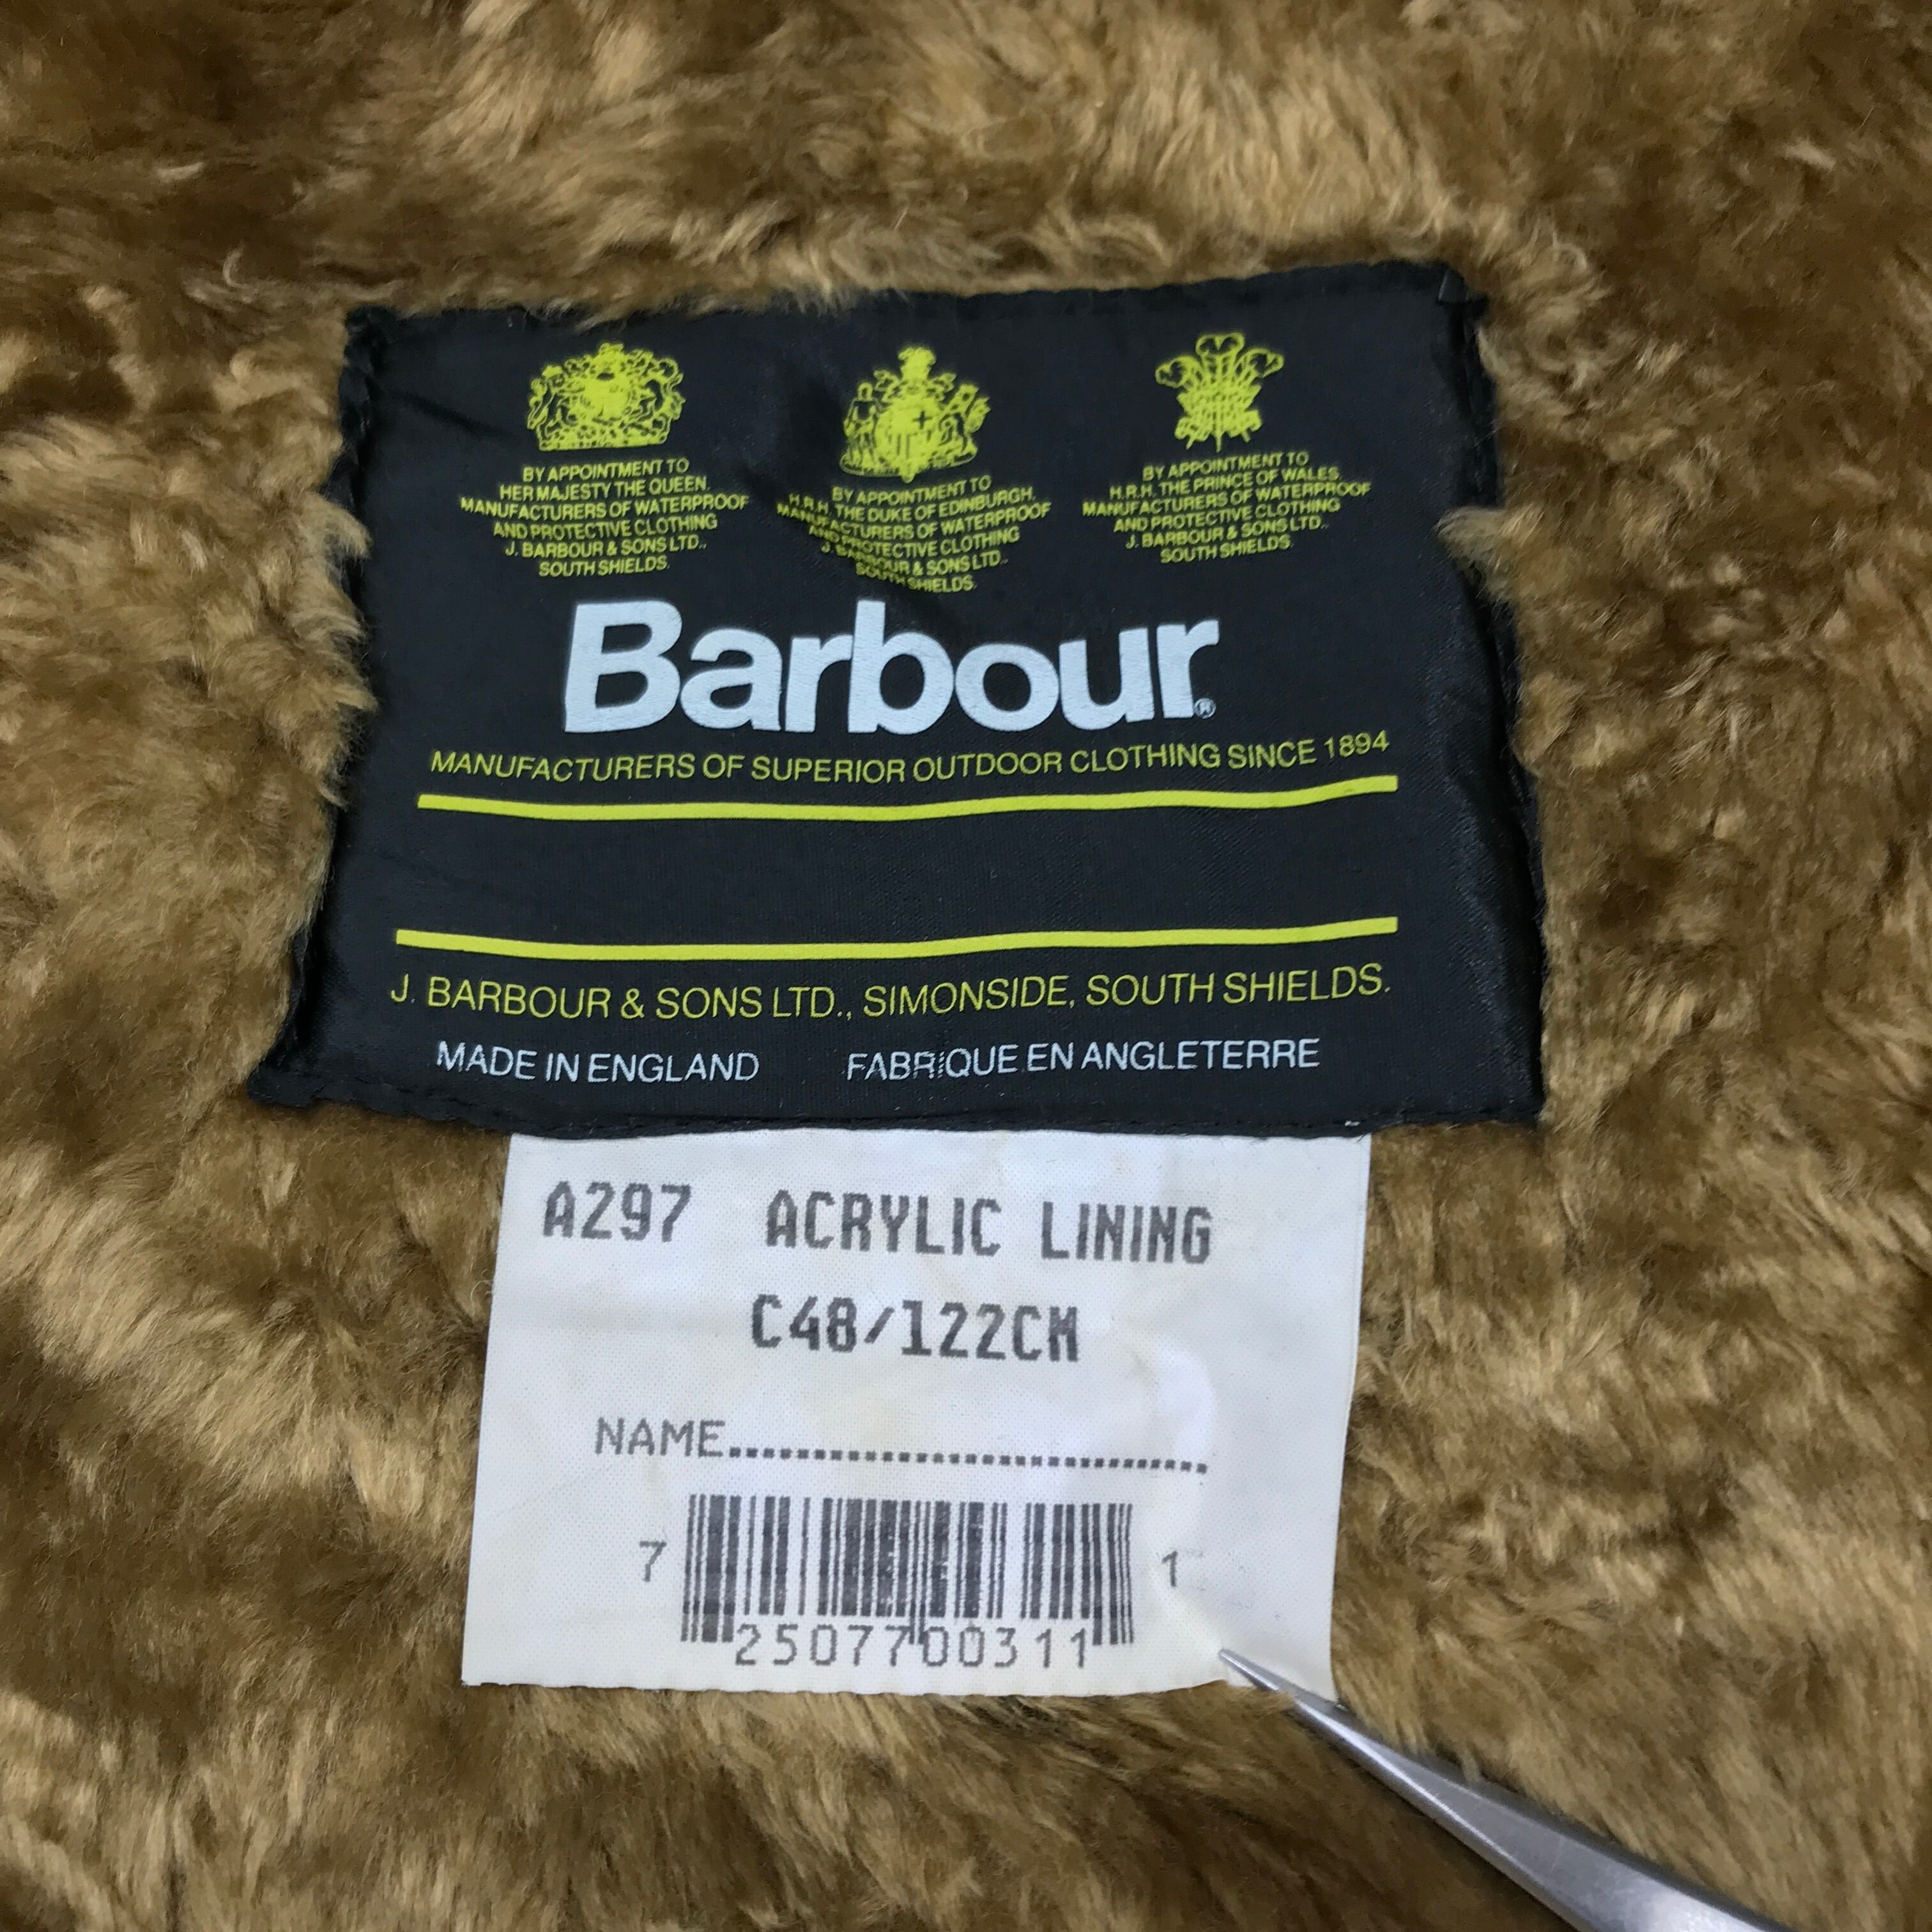 BY APPOINTMENT TO
HER MAJESTY THE QUEEN.
MANUFACTURERS OF WATERPROOF
AND PROTECTIVE CLOTHING
J. BARBOUR & SONS LTD.,
SOUTH SHIELDS.
BY APPOINTMENT TO
H.R.H. THE DUKE OF EDINBURGH.
MANUFACTURERS OF WATERPROOF
AND PROTECTIVE CLOTHING
J. BARBOUR & SONS LTD..
SOUTH SHIELDS.
BY APPOINTMENT TO
H.R.H. THE PRINCE OF WALES.
MANUFACTURERS OF WATERPROOF
AND PROTECTIVE CLOTHING
J. BARBOUR & SONS LTD..
SOUTH SHIELDS.
Barbour®
MANUFACTURERS OF SUPERIOR OUTDOOR CLOTHING SINCE 1894
J. BARBOUR & SONS LTD., SIMONSIDE, SOUTH SHIELDS.
MADE IN ENGLAND FABRIQUE EN ANGLETERRE
A297 ACRYLIC LINING
C48/122CM
NAME....................................
7 25077 00311 1